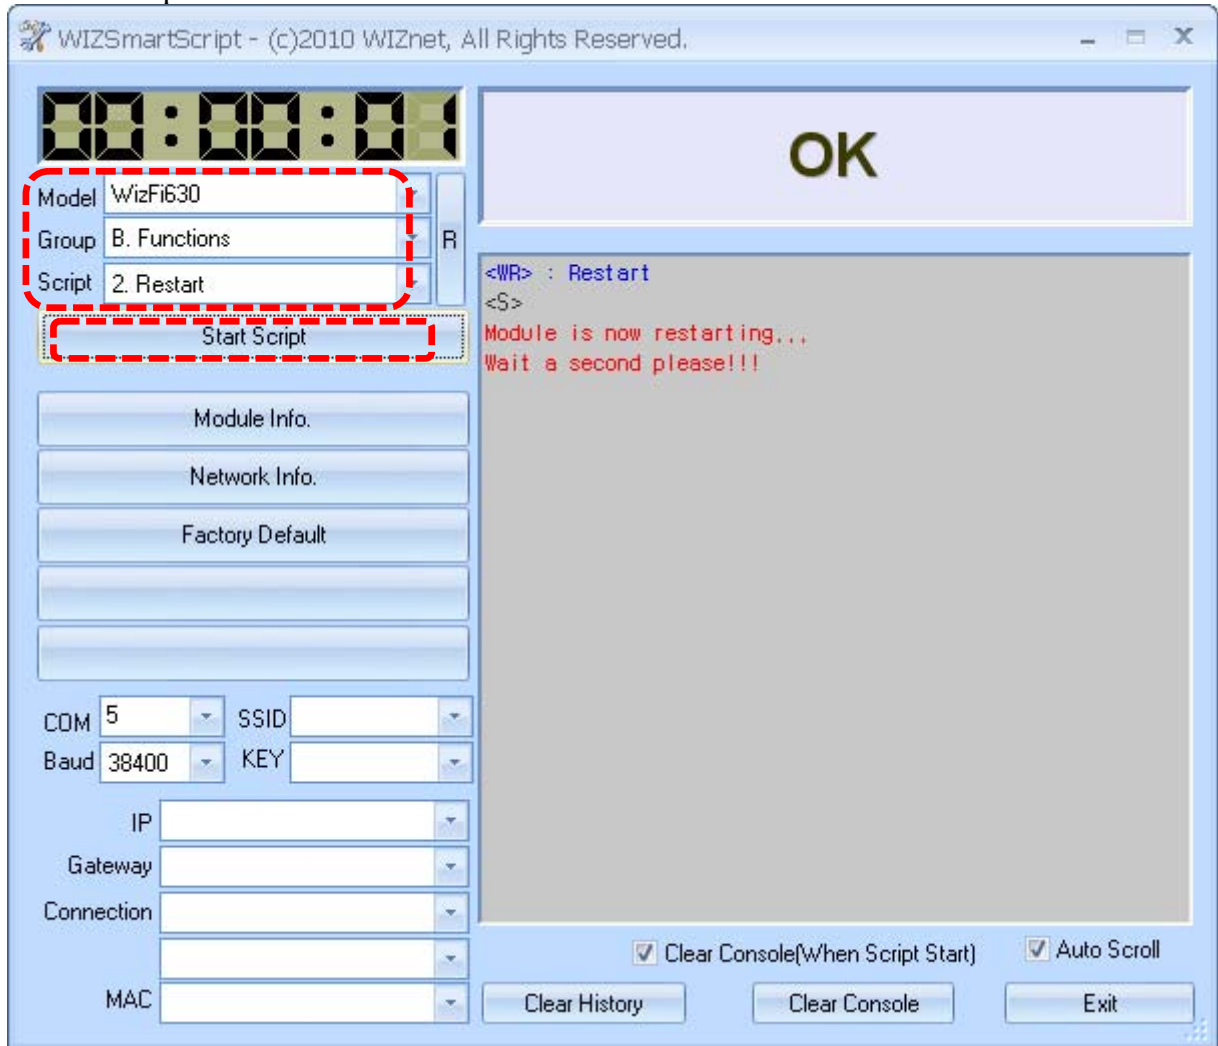 WIZSmartScript - (c)2010 WIZnet, All Rights Reserved.
00:00:01
OK
Model WizFi630
Group B. Functions
R
Script 2. Restart
Start Script
<WR> : Restart
<S>
Module is now restarting...
Wait a second please!!!
Module Info.
Network Info.
Factory Default
COM 5 SSID
Baud 38400 KEY
IP
Gateway
Connection
MAC
Clear Console(When Script Start) Auto Scroll
Clear History Clear Console Exit